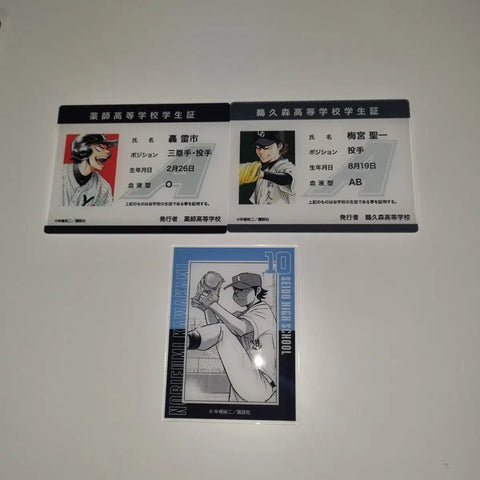 薬師高等学校学生証
氏 名 轟 雷市
ポジション 三塁手・投手
生年月日 2月26日
血液型 O
上記のものは当学校の生徒である事を証明する。
©寺嶋裕二/講談社 発行者 薬師高等学校
鵜久森高等学校学生証
氏 名 梅宮 聖一
ポジション 投手
生年月日 8月19日
血液型 AB
上記のものは当学校の生徒である事を証明する。
©寺嶋裕二/講談社 発行者 鵜久森高等学校
10
SEIDO HIGH SCHOOL
NORIFUMI KAWAKAMI
©寺嶋裕二/講談社